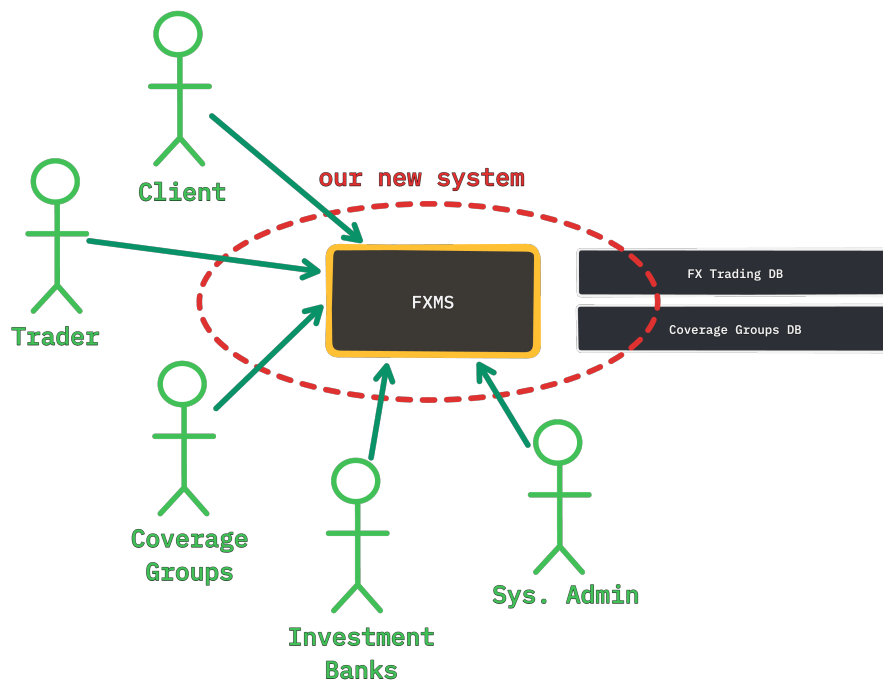 Client
our new system
FX Trading DB
FXMS
Coverage Groups DB
Trader
Coverage
Groups
Sys. Admin
Investment
Banks